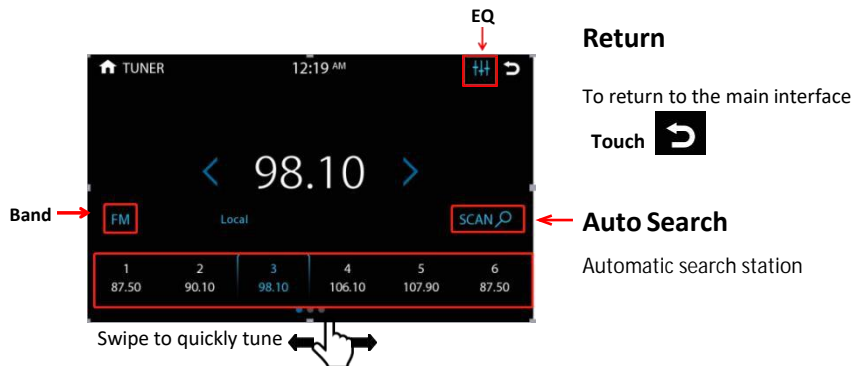 EQ
TUNER
12:19 AM
98.10
FM
Local
SCAN
1 2 3 4 5 6
87.50 90.10 98.10 106.10 107.90 87.50
Band
Swipe to quickly tune
Return
To return to the main interface
Touch
Auto Search
Automatic search station